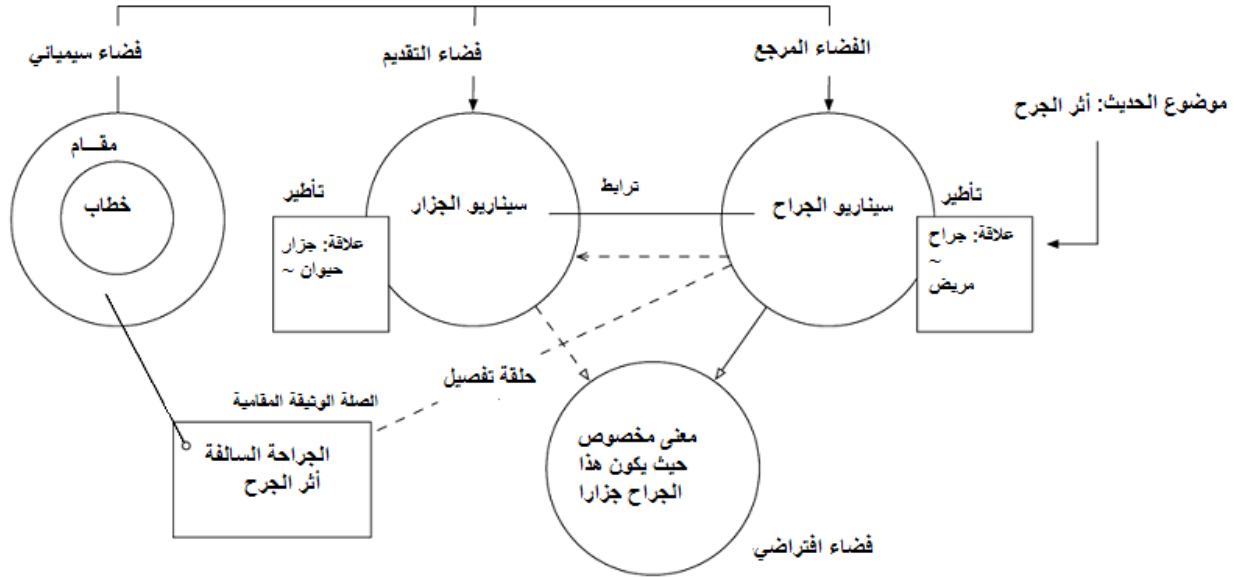 الفضاء المرجع
فضاء التقديم
فضاء سيميائي
موضوع الحديث: أثر الجرح
مقـــام
خطاب
تأطير
علاقة: جراح
~
مريض
سيناريو الجراح
ترابط
سيناريو الجزار
تأطير
علاقة: جزار
~ حيوان
حلقة تفصيل
الصلة الوثيقة المقامية
الجراحة السالفة
أثر الجرح
معنى مخصوص
حيث يكون هذا
الجراح جزارا
فضاء افتراضي